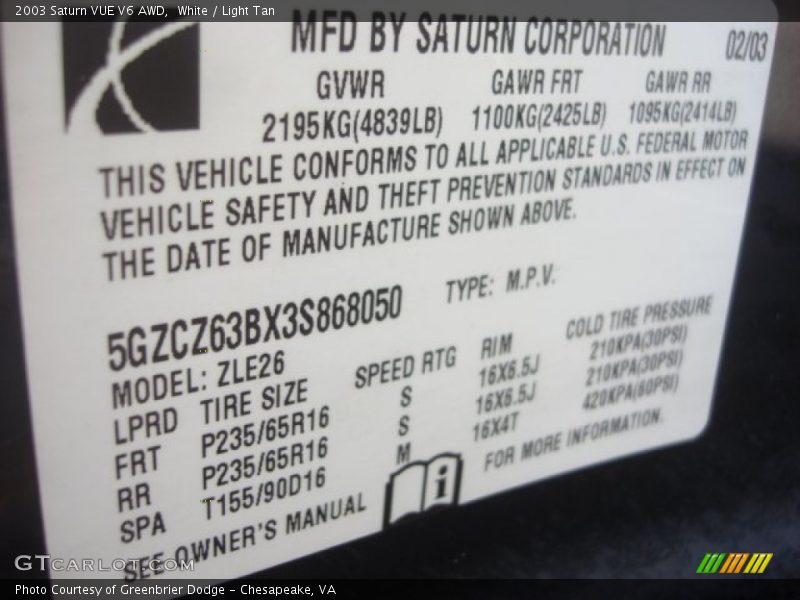 2003 Saturn VUE V6 AWD,  White / Light Tan
MFD BY SATURN CORPORATION 02/03
GVWR GAWR FRT GAWR RR
2195KG(4839LB) 1100KG(2425LB) 1095KG(2414LB)
THIS VEHICLE CONFORMS TO ALL APPLICABLE U.S. FEDERAL MOTOR
VEHICLE SAFETY AND THEFT PREVENTION STANDARDS IN EFFECT ON
THE DATE OF MANUFACTURE SHOWN ABOVE.
5GZCZ63BX3S868050 TYPE: M.P.V.
MODEL: ZLE26
LPRD TIRE SIZE SPEED RTG RIM COLD TIRE PRESSURE
FRT P235/65R16 S 16X6.5J 210KPA(30PSI)
RR P235/65R16 S 16X6.5J 210KPA(30PSI)
SPA T155/90D16 M 16X4T 420KPA(60PSI)
SEE OWNER'S MANUAL i FOR MORE INFORMATION.
GTcarlot.com
Photo Courtesy of Greenbrier Dodge - Chesapeake, VA